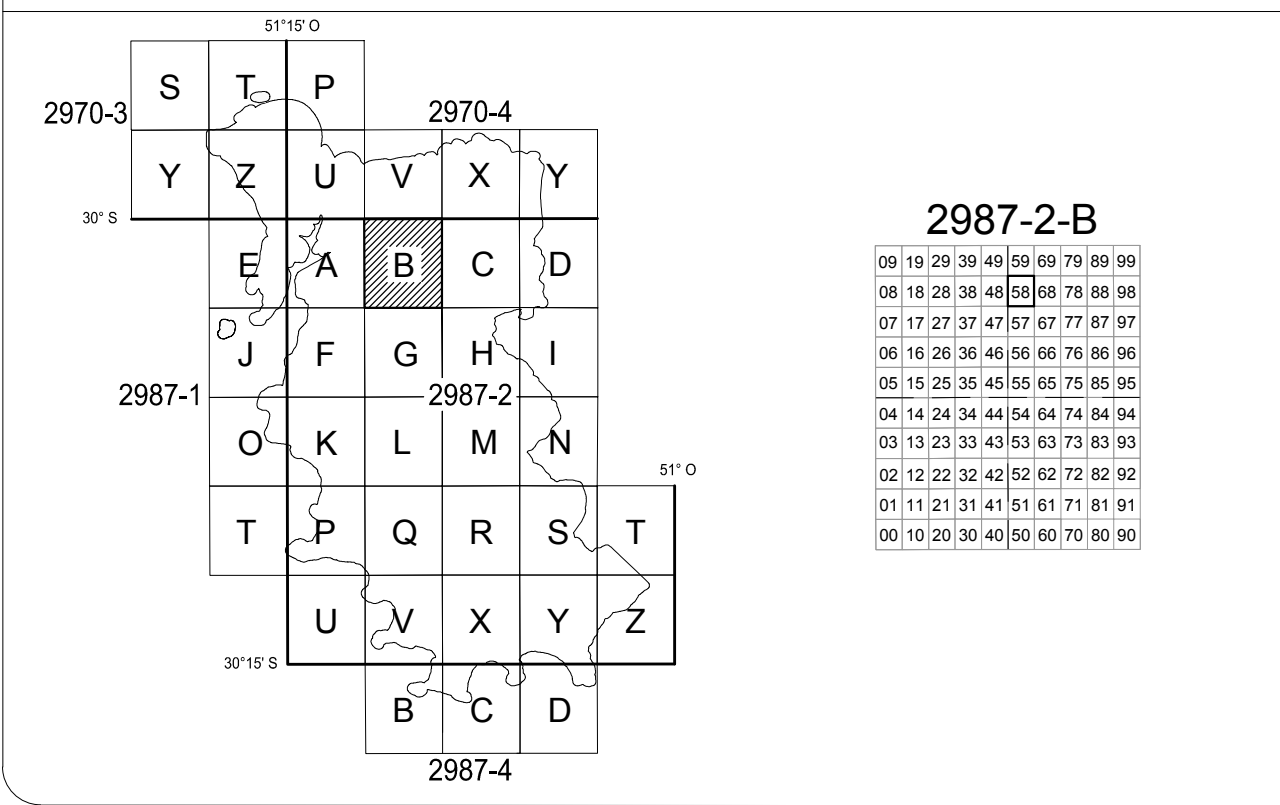 51°15' O
S T P
2970-3
2970-4
Y Z U V X Y
30° S
E A B C D
J F G H I
2987-1
2987-2
O K L M N
51° O
T P Q R S T
U V X Y Z
30°15' S
B C D
2987-4
2987-2-B
09 19 29 39 49 59 69 79 89 99
08 18 28 38 48 58 68 78 88 98
07 17 27 37 47 57 67 77 87 97
06 16 26 36 46 56 66 76 86 96
05 15 25 35 45 55 65 75 85 95
04 14 24 34 44 54 64 74 84 94
03 13 23 33 43 53 63 73 83 93
02 12 22 32 42 52 62 72 82 92
01 11 21 31 41 51 61 71 81 91
00 10 20 30 40 50 60 70 80 90